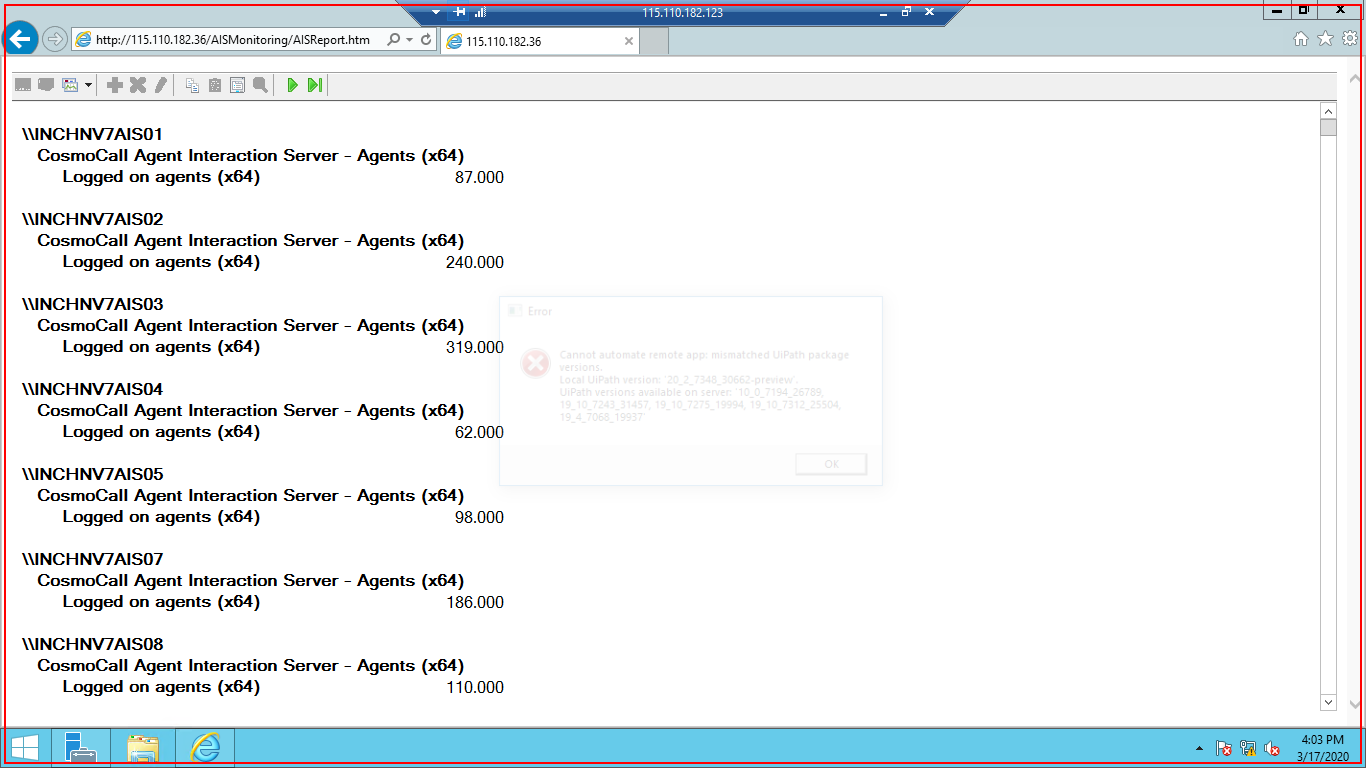 115.110.182.123
http://115.110.182.36/AISMonitoring/AISReport.htm
115.110.182.36
\\INCHNV7AIS01
CosmoCall Agent Interaction Server - Agents (x64)
Logged on agents (x64) 87.000
\\INCHNV7AIS02
CosmoCall Agent Interaction Server - Agents (x64)
Logged on agents (x64) 240.000
\\INCHNV7AIS03
CosmoCall Agent Interaction Server - Agents (x64)
Logged on agents (x64) 319.000
\\INCHNV7AIS04
CosmoCall Agent Interaction Server - Agents (x64)
Logged on agents (x64) 62.000
\\INCHNV7AIS05
CosmoCall Agent Interaction Server - Agents (x64)
Logged on agents (x64) 98.000
\\INCHNV7AIS07
CosmoCall Agent Interaction Server - Agents (x64)
Logged on agents (x64) 186.000
\\INCHNV7AIS08
CosmoCall Agent Interaction Server - Agents (x64)
Logged on agents (x64) 110.000
Error
Cannot automate remote app: mismatched UiPath package
versions.
Local UiPath version: '20_2_7348_30662-preview'.
UiPath versions available on server: '10_0_7194_26789,
19_10_7243_31457, 19_10_7275_19994, 19_10_7312_25504,
19_4_7068_19937'
OK
4:03 PM
3/17/2020